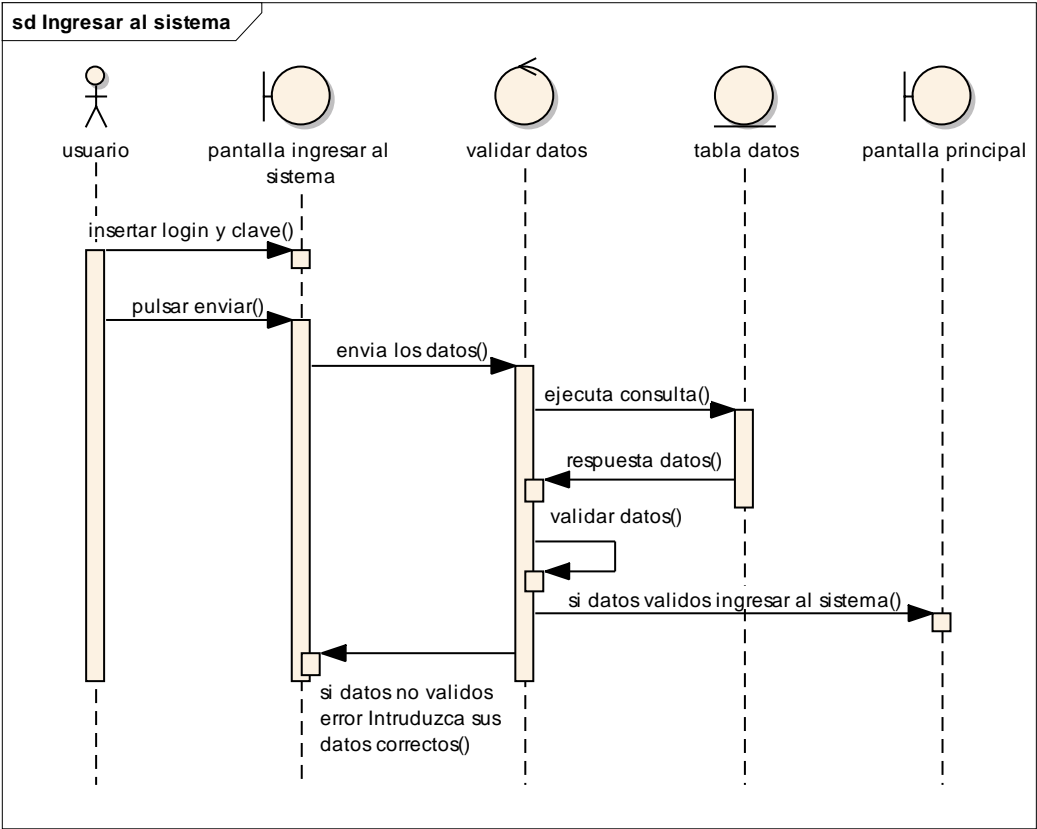 sd Ingresar al sistema
usuario
pantalla ingresar al
sistema
validar datos
tabla datos
pantalla principal
insertar login y clave()
pulsar enviar()
envia los datos()
ejecuta consulta()
respuesta datos()
validar datos()
si datos validos ingresar al sistema()
si datos no validos
error Intruduzca sus
datos correctos()